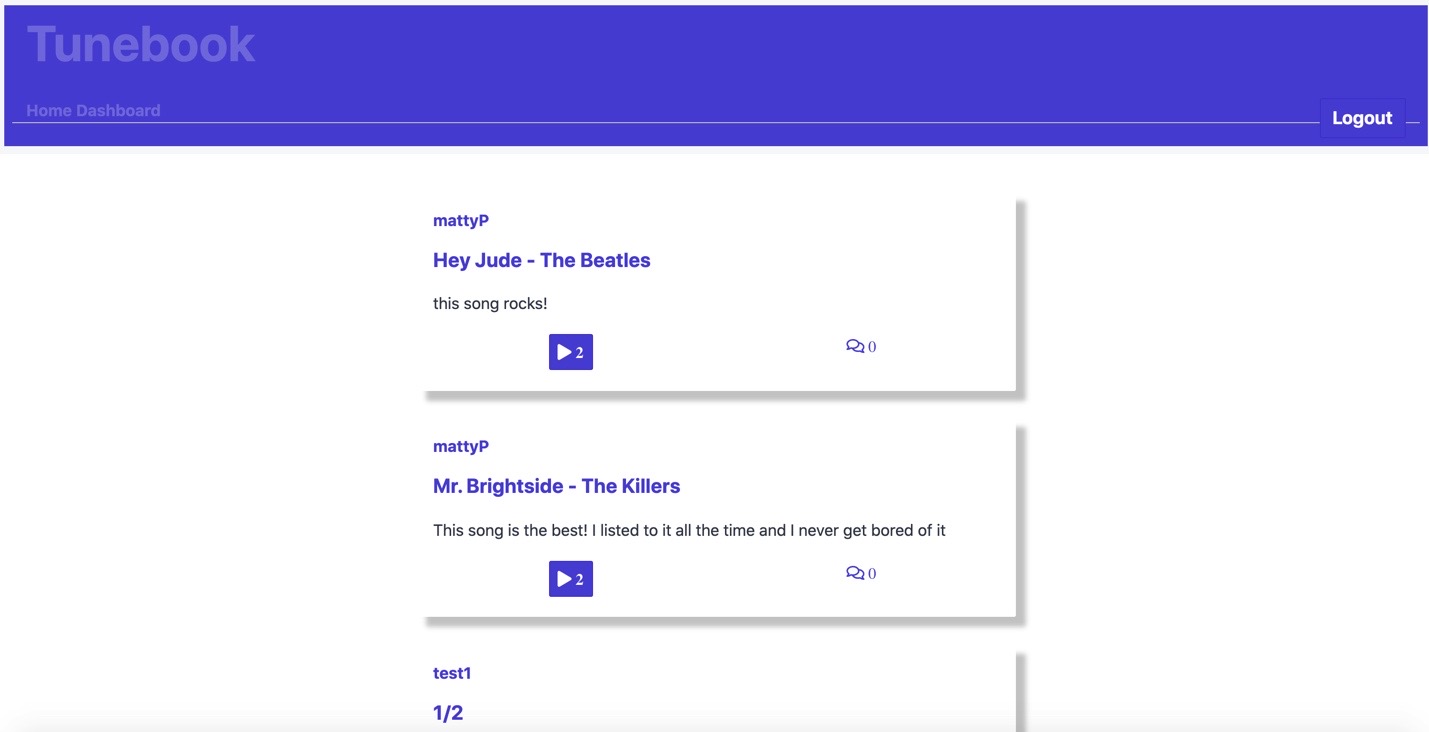 Tunebook
Home Dashboard
Logout
mattyP
Hey Jude - The Beatles
this song rocks!
2
0
mattyP
Mr. Brightside - The Killers
This song is the best! I listed to it all the time and I never get bored of it
2
0
test1
1/2